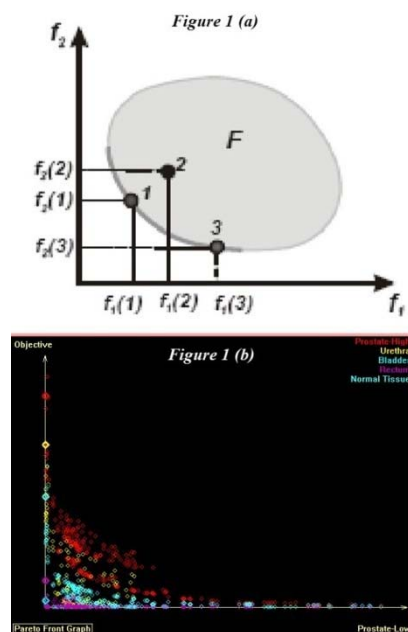 Figure 1 (a)
f2
F
f2(2)
2
f2(1)
1
3
f2(3)
f1(1)
f1(2)
f1(3)
f1
Objective
Figure 1 (b)
Prostate-High
Urethra
Bladder
Rectum
Normal Tissue
Pareto Front Graph
Prostate-Low